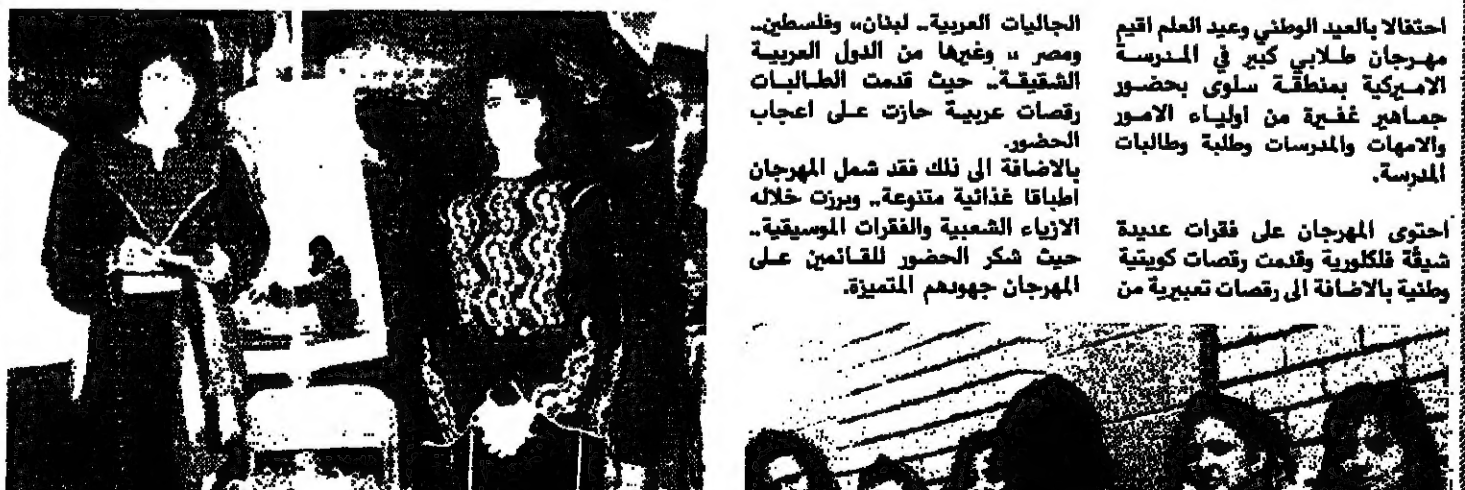 احتفالا بالعيد الوطني وعيد العلم اقيم
مهرجان طلابي كبير في المدرسة
الاميركية بمنطقة سلوى بحضور
جماهير غفيرة من اولياء الامور
والامهات والمدرسات وطلبة وطالبات
المدرسة.
احتوى المهرجان على فقرات عديدة
شيقة فلكلورية وقدمت رقصات كويتية
وطنية بالاضافة الى رقصات تعبيرية من
الجاليات العربية.. لبنان،، وفلسطين..
ومصر ،، وغيرها من الدول العربية
الشقيقة.. حيث قدمت الطالبات
رقصات عربية حازت على اعجاب
الحضور.
بالاضافة الى ذلك فقد شمل المهرجان
اطباقا غذائية متنوعة.. وبرزت خلاله
الازياء الشعبية والفقرات الموسيقية..
حيث شكر الحضور للقائمين على
المهرجان جهودهم المتميزة.